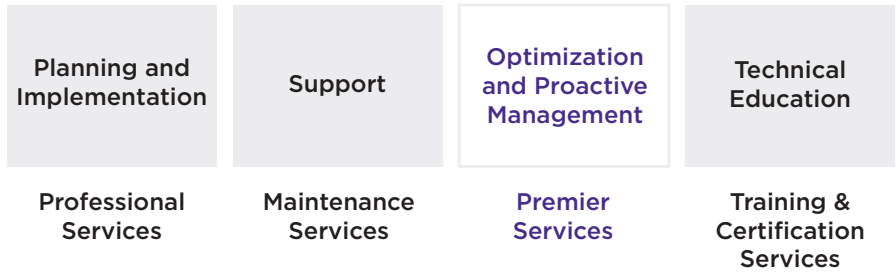 Planning and
Implementation
Support
Optimization
and Proactive
Management
Technical
Education
Professional
Services
Maintenance
Services
Premier
Services
Training &
Certification
Services